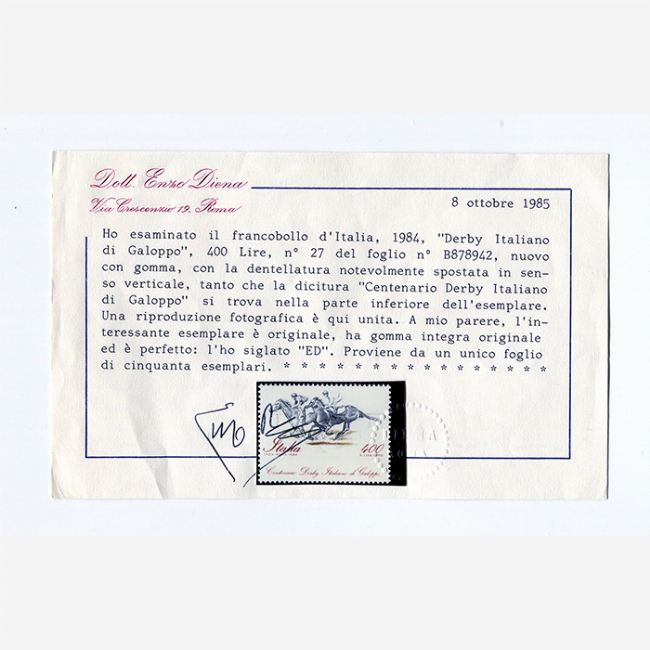 Dott. Enzo Diena
Via Crescenzio 19, Roma
8 ottobre 1985
Ho esaminato il francobollo d'Italia, 1984, "Derby Italiano
di Galoppo", 400 Lire, n° 27 del foglio n° B878942, nuovo
con gomma, con la dentellatura notevolmente spostata in sen-
so verticale, tanto che la dicitura "Centenario Derby Italiano
di Galoppo" si trova nella parte inferiore dell'esemplare.
Una riproduzione fotografica è qui unita. A mio parere, l'in-
teressante esemplare è originale, ha gomma integra originale
ed è perfetto: l'ho siglato "ED". Proviene da un unico foglio
di cinquanta esemplari. * * * * * * * * * * * * * * * *
Italia 400
Centenario Derby Italiano di Galoppo